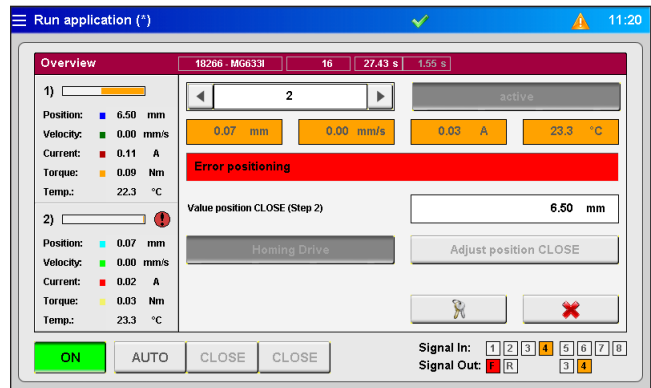 Run application (*)
11:20
Overview
18266 - MG633I
16
27.43 s
1.55 s
1)
Position: 6.50 mm
Velocity: 0.00 mm/s
Current: 0.11 A
Torque: 0.09 Nm
Temp.: 22.3 °C
2)
Position: 0.07 mm
Velocity: 0.00 mm/s
Current: 0.02 A
Torque: 0.03 Nm
Temp.: 23.3 °C
2
active
0.07 mm
0.00 mm/s
0.03 A
23.3 °C
Error positioning
Value position CLOSE (Step 2)
6.50 mm
Homing Drive
Adjust position CLOSE
ON
AUTO
CLOSE
CLOSE
Signal In: 1 2 3 4 5 6 7 8
Signal Out: F R 3 4